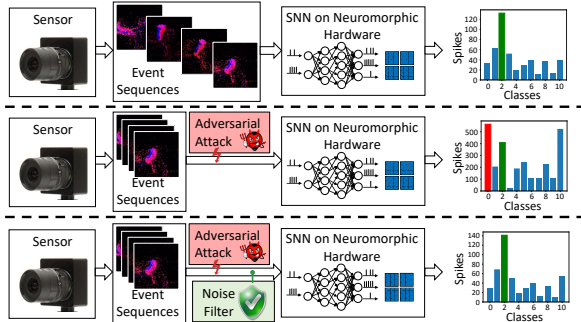 Sensor
Event
Sequences
SNN on Neuromorphic
Hardware
Spikes
120
100
80
60
40
20
0
0 2 4 6 8 10
Classes
Sensor
Event
Sequences
Adversarial
Attack
SNN on Neuromorphic
Hardware
Spikes
500
400
300
200
100
0
0 2 4 6 8 10
Classes
Sensor
Event
Sequences
Adversarial
Attack
Noise
Filter
SNN on Neuromorphic
Hardware
Spikes
140
120
100
80
60
40
20
0
0 2 4 6 8 10
Classes